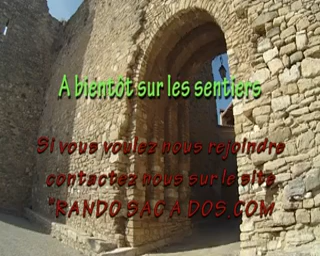 A bientôt sur les sentiers
Si vous voulez nous rejoindre
contactez nous sur le site
"RANDO SAC A DOS.COM